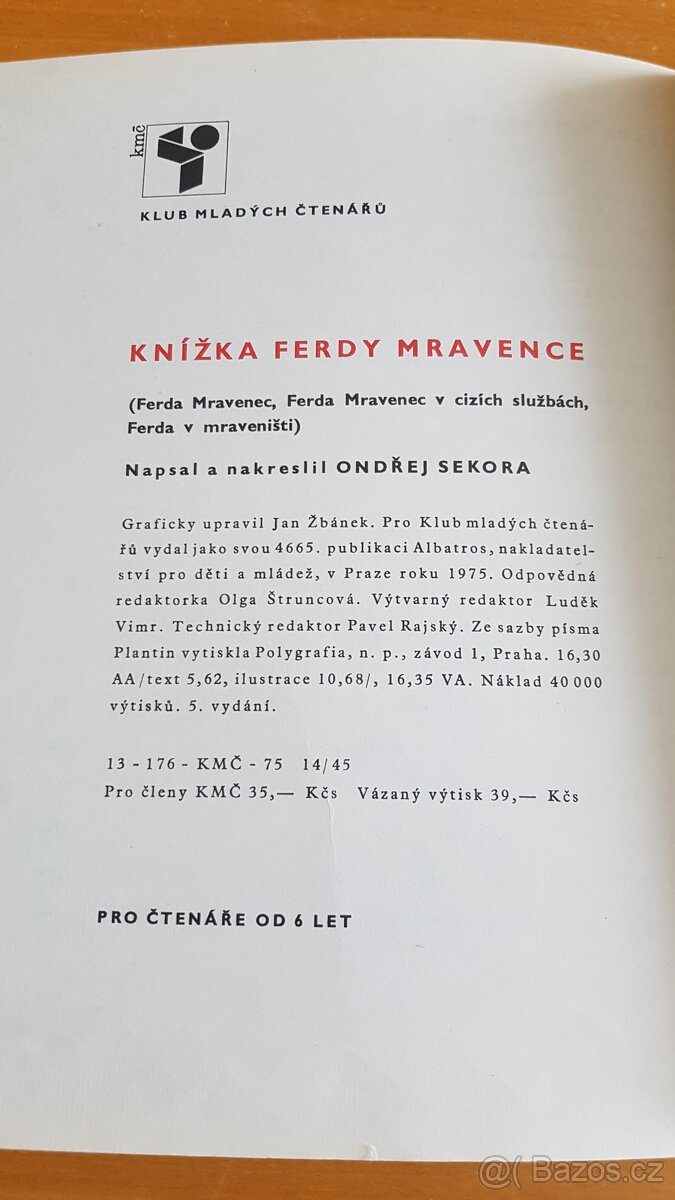 kmč
KLUB MLADÝCH ČTENÁŘŮ
KNÍŽKA FERDY MRAVENCE
(Ferda Mravenec, Ferda Mravenec v cizích službách,
Ferda v mraveništi)
Napsal a nakreslil ONDŘEJ SEKORA
Graficky upravil Jan Žbánek. Pro Klub mladých čtená-
řů vydal jako svou 4665. publikaci Albatros, nakladatel-
ství pro děti a mládež, v Praze roku 1975. Odpovědná
redaktorka Olga Štruncová. Výtvarný redaktor Luděk
Vimr. Technický redaktor Pavel Rajský. Ze sazby písma
Plantin vytiskla Polygrafia, n. p., závod 1, Praha. 16,30
AA/text 5,62, ilustrace 10,68/, 16,35 VA. Náklad 40 000
výtisků. 5. vydání.
13 - 176 - KMČ - 75 14/45
Pro členy KMČ 35,— Kčs Vázaný výtisk 39,— Kčs
PRO ČTENÁŘE OD 6 LET
@ Bazos.cz